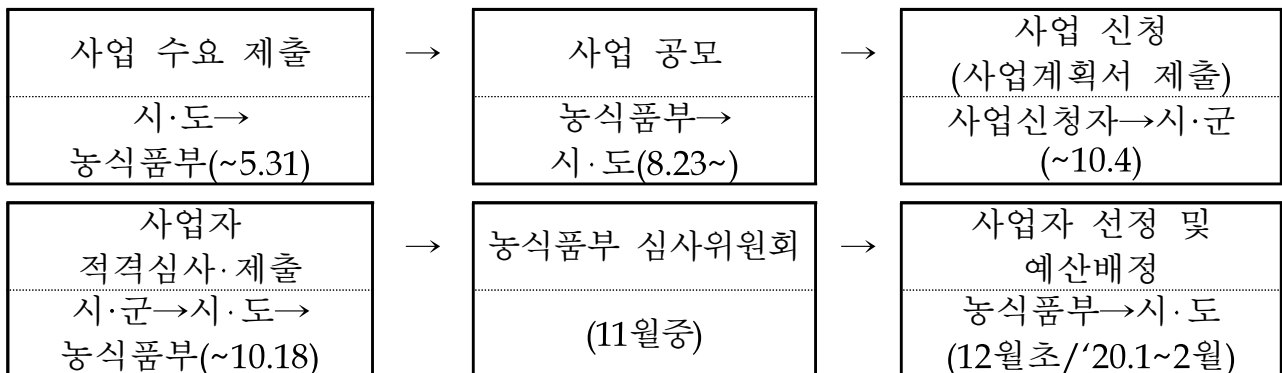 사업 수요 제출
시·도→
농식품부(~5.31)
→
사업 공모
농식품부→
시·도(8.23~)
→
사업 신청
(사업계획서 제출)
사업신청자→시·군
(~10.4)
사업자
적격심사·제출
시·군→시·도→
농식품부(~10.18)
→
농식품부 심사위원회
(11월중)
→
사업자 선정 및
예산배정
농식품부→시·도
(12월초/‘20.1~2월)